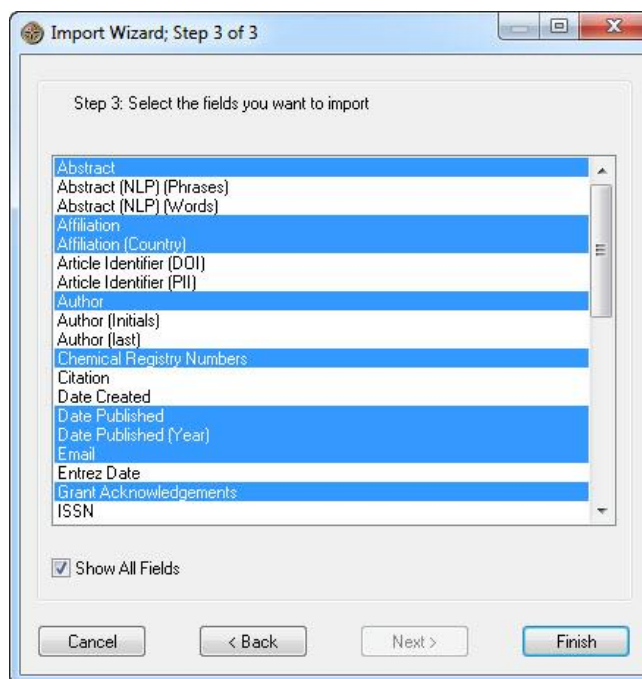 Import Wizard; Step 3 of 3
Step 3: Select the fields you want to import
Abstract
Abstract (NLP) (Phrases)
Abstract (NLP) (Words)
Affiliation
Affiliation (Country)
Article Identifier (DOI)
Article Identifier (PII)
Author
Author (Initials)
Author (last)
Chemical Registry Numbers
Citation
Date Created
Date Published
Date Published (Year)
Email
Entrez Date
Grant Acknowledgements
ISSN
Show All Fields
Cancel
< Back
Next >
Finish